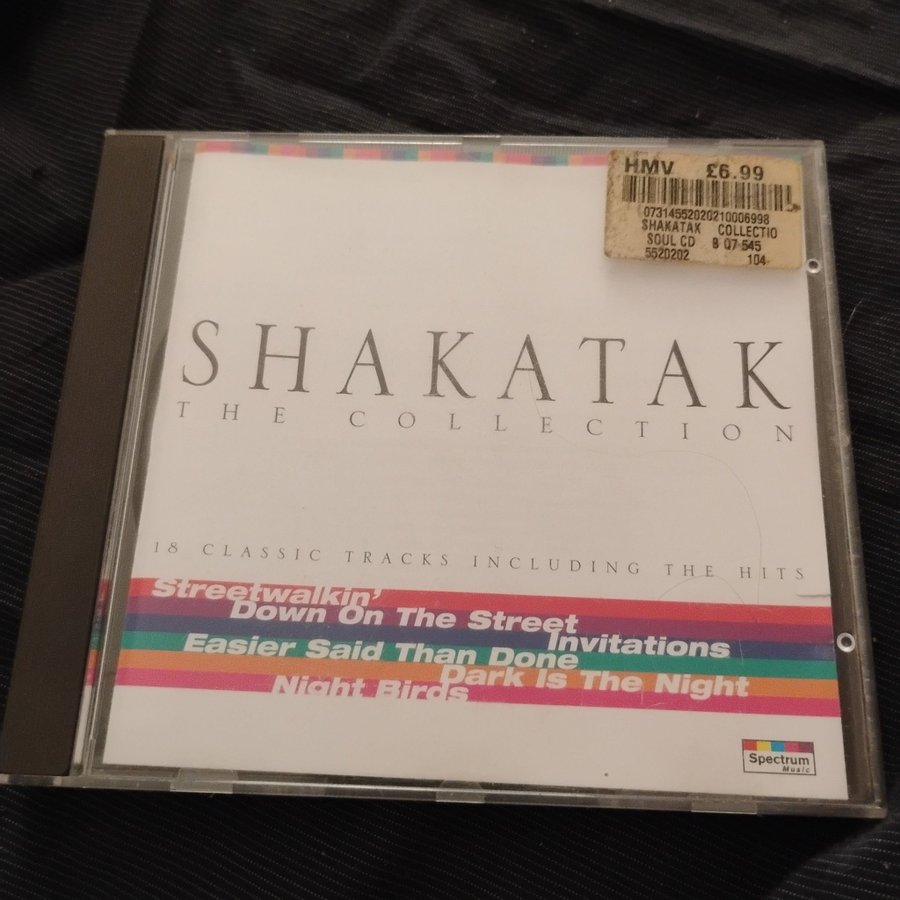 HMV £6.99
07314552020210006998
SHAKATAK COLLECTIO
SOUL CD B Q7 545
5520202 104
SHAKATAK
THE COLLECTION
18 CLASSIC TRACKS INCLUDING THE HITS
Streetwalkin'
Down On The Street
Invitations
Easier Said Than Done
Dark Is The Night
Night Birds
Spectrum
Music